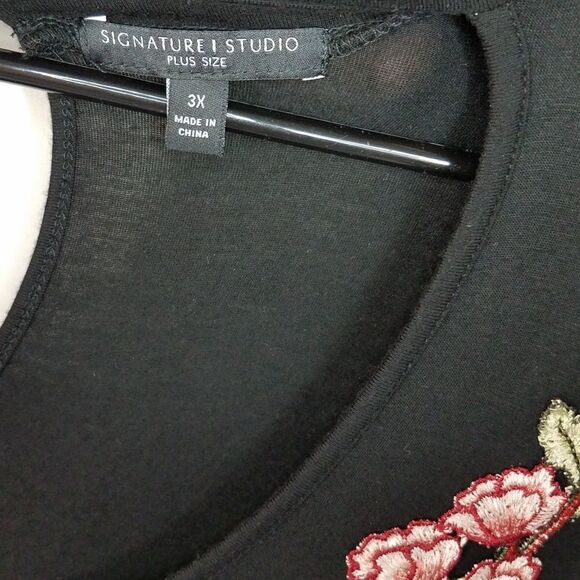 SIGNATURE | STUDIO
PLUS SIZE
3X
MADE IN
CHINA